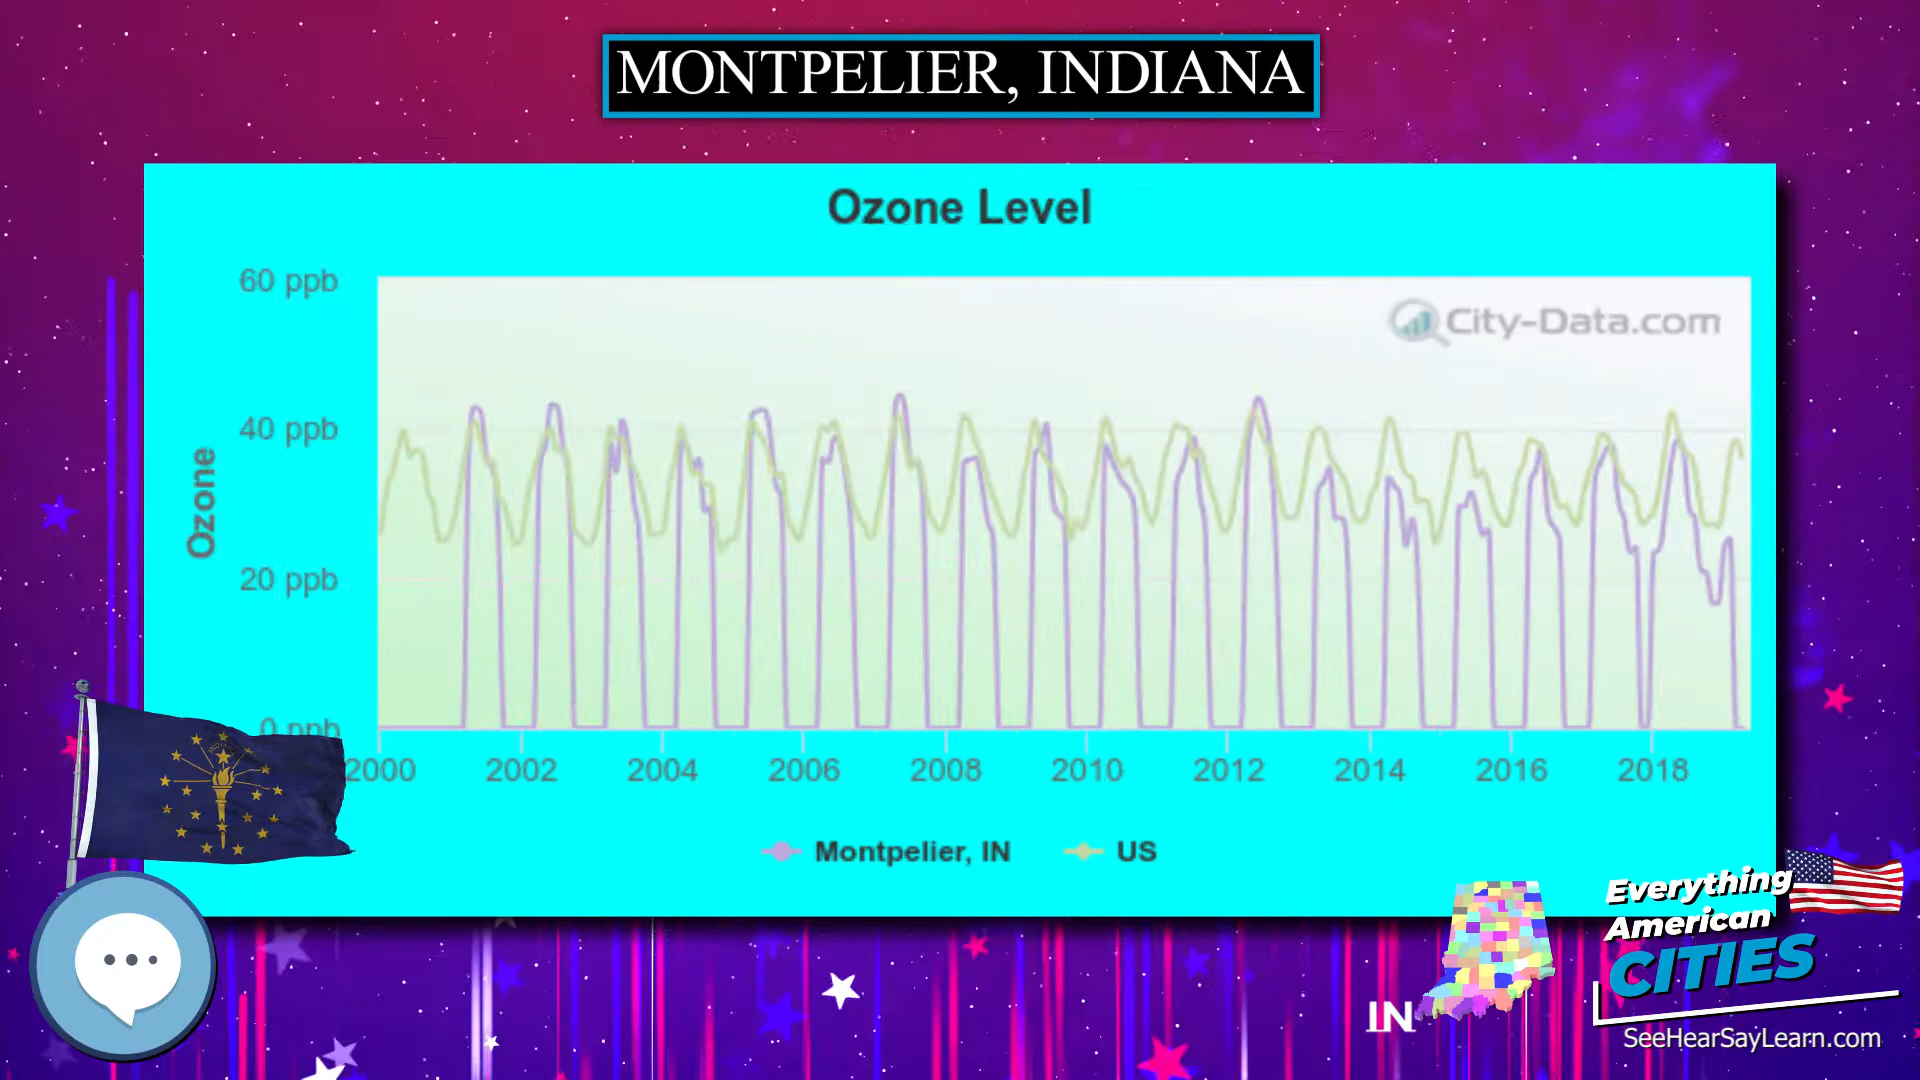 MONTPELIER, INDIANA
Ozone Level
60 ppb
City-Data.com
40 ppb
Ozone
20 ppb
0 ppb
2000 2002 2004 2006 2008 2010 2012 2014 2016 2018
Montpelier, IN US
Everything
American
CITIES
IN
SeeHearSayLearn.com